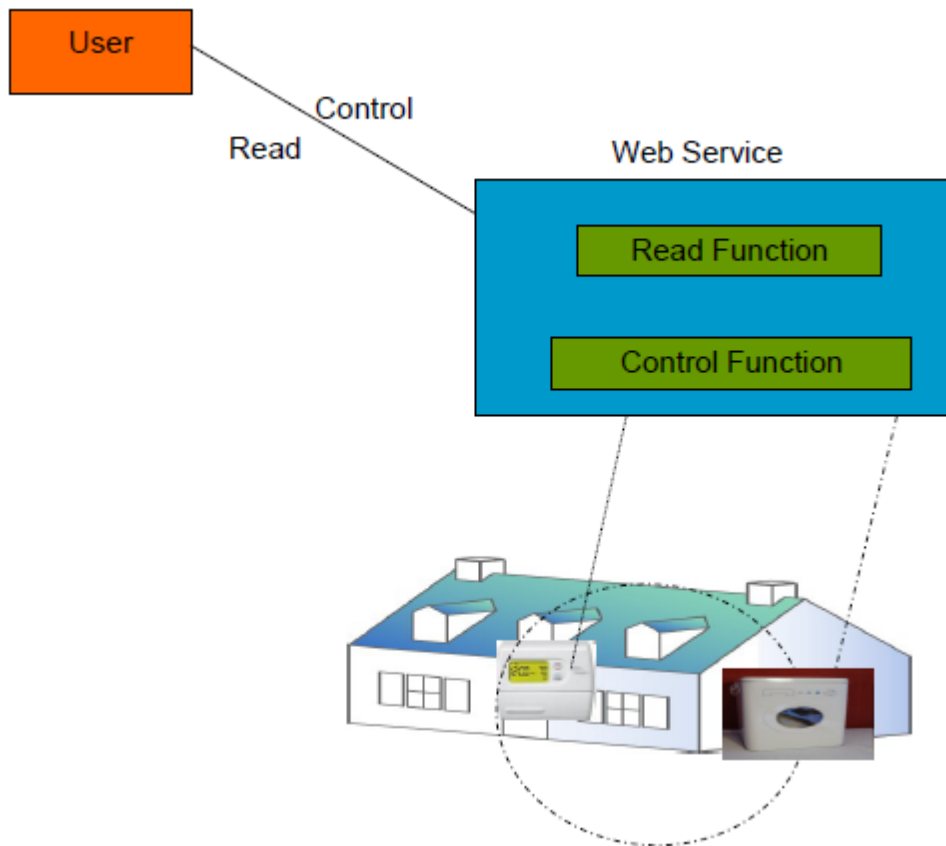 User
Control
Read
Web Service
Read Function
Control Function